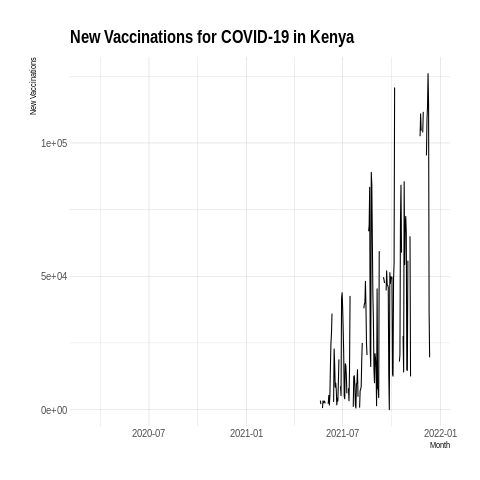 New Vaccinations for COVID-19 in Kenya
New Vaccinations
1e+05
5e+04
0e+00
2020-07 2021-01 2021-07 2022-01
Month